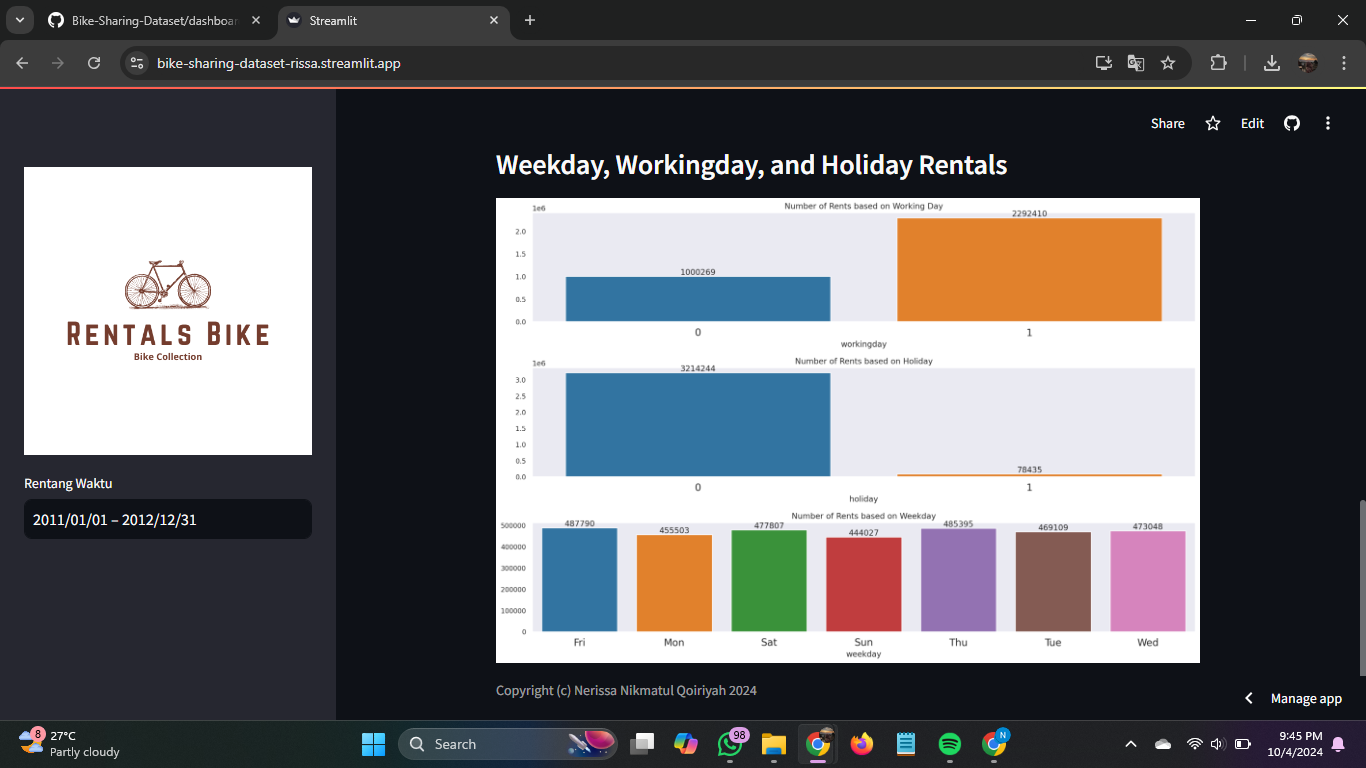 Bike-Sharing-Dataset/dashboar
Streamlit
bike-sharing-dataset-rissa.streamlit.app
Share
Edit
RENTALS BIKE
Bike Collection
Rentang Waktu
2011/01/01 – 2012/12/31
Weekday, Workingday, and Holiday Rentals
Number of Rents based on Working Day
1e6
2292410
2.0
1.5
1000269
1.0
0.5
0.0
0 1
workingday
Number of Rents based on Holiday
1e6
3214244
3.0
2.5
2.0
1.5
1.0
0.5
78435
0.0
0 1
holiday
Number of Rents based on Weekday
487790 455503 477807 444027 485395 469109 473048
500000
400000
300000
200000
100000
0
Fri Mon Sat Sun Thu Tue Wed
weekday
Copyright (c) Nerissa Nikmatul Qoiriyah 2024
Manage app
8
27°C
Partly cloudy
Search
98
N
9:45 PM
10/4/2024